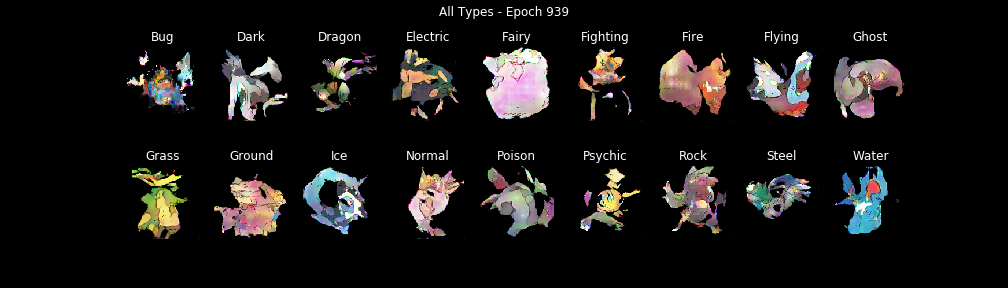 All Types - Epoch 939
Bug Dark Dragon Electric Fairy Fighting Fire Flying Ghost
Grass Ground Ice Normal Poison Psychic Rock Steel Water